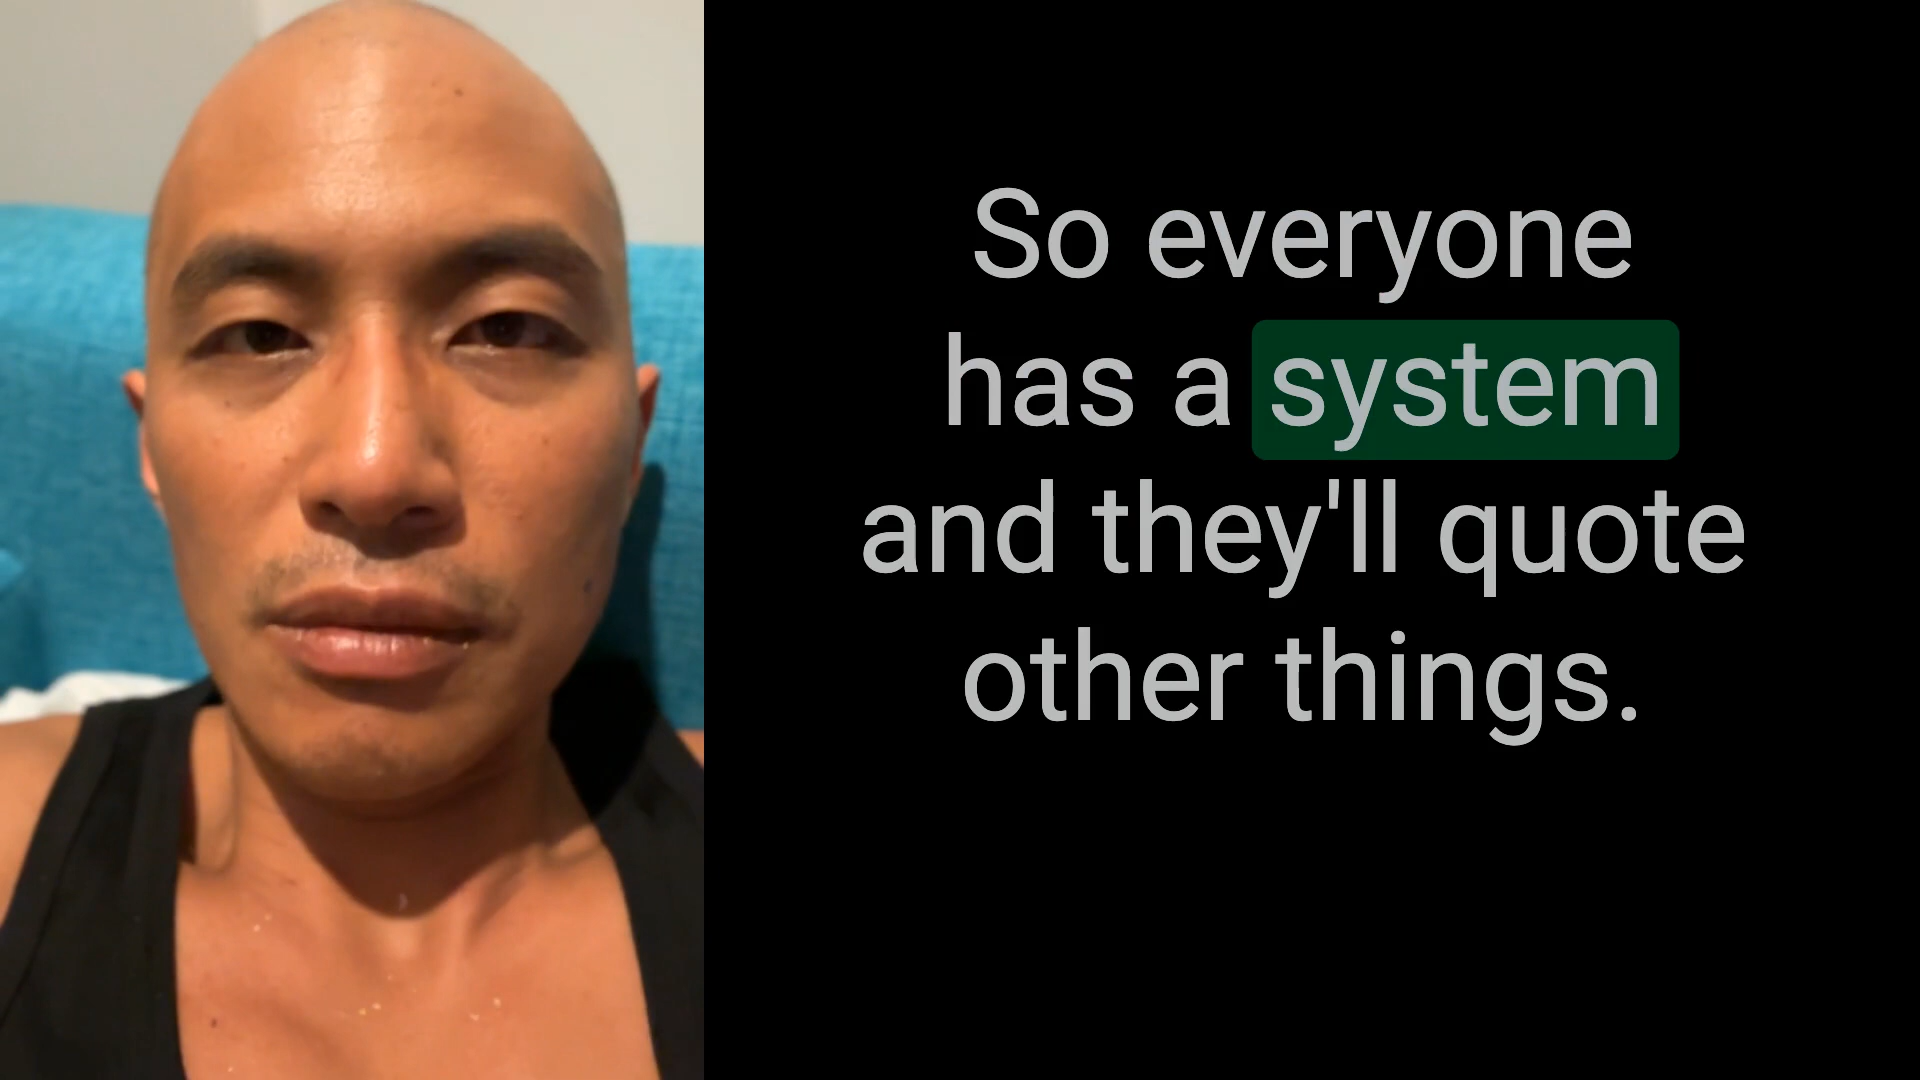 So everyone
has a system
and they'll quote
other things.